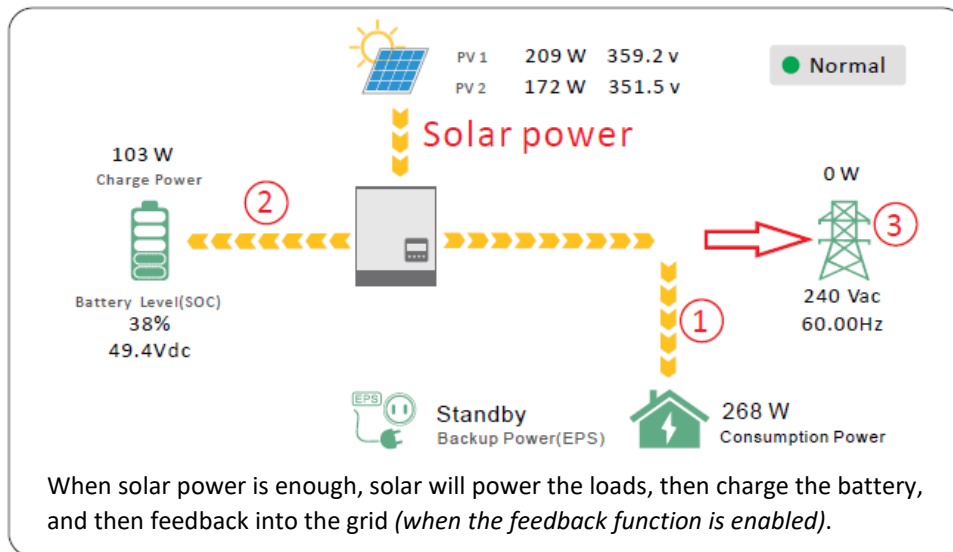 PV 1 209 W 359.2 v
PV 2 172 W 351.5 v
Normal
Solar power
103 W
Charge Power
0 W
2
3
Battery Level(SOC)
38%
49.4Vdc
240 Vac
60.00Hz
1
EPS
Standby
Backup Power(EPS)
268 W
Consumption Power
When solar power is enough, solar will power the loads, then charge the battery,
and then feedback into the grid (when the feedback function is enabled).